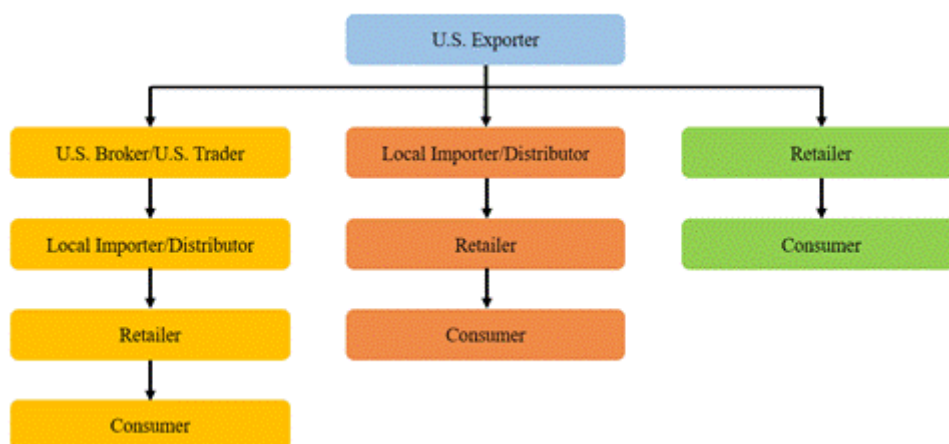 U.S. Exporter
U.S. Broker/U.S. Trader
Local Importer/Distributor
Retailer
Local Importer/Distributor
Retailer
Consumer
Retailer
Consumer
Consumer